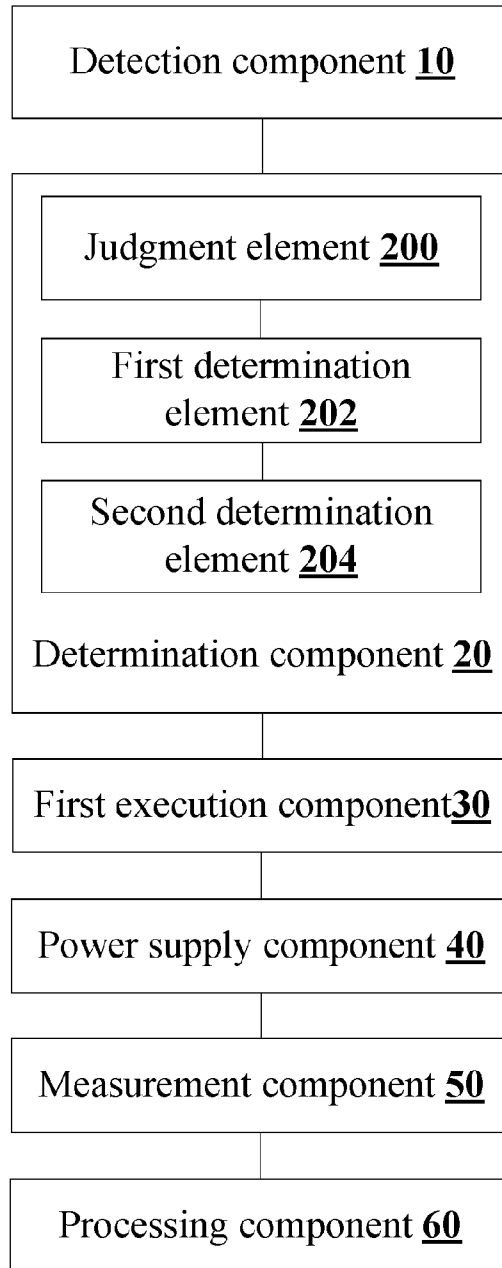 Detection component 10
Judgment element 200
First determination
element 202
Second determination
element 204
Determination component 20
First execution component30
Power supply component 40
Measurement component 50
Processing component 60